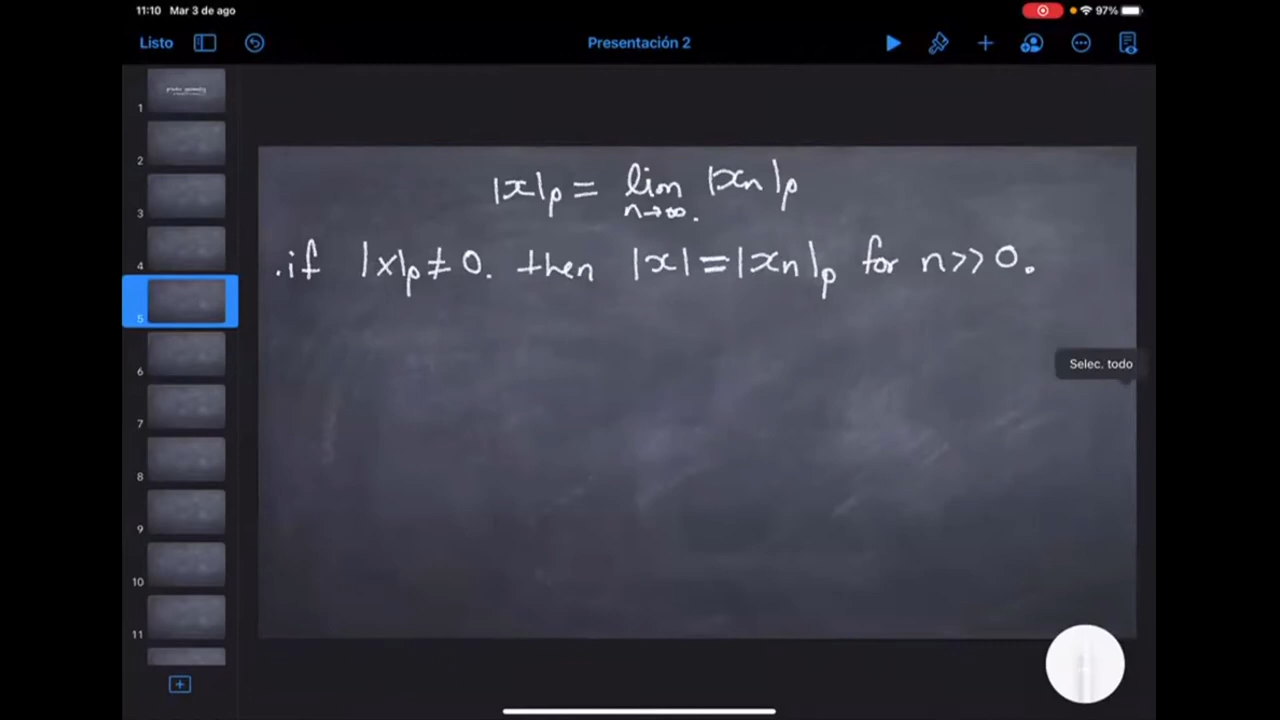 11:10 Mar 3 de ago
97%
Listo
Presentación 2
1
2
3
4
5
6
7
8
9
10
11
|x|p = lim |xn|p
n→∞.
.if |x|p ≠ 0. then |x| = |xn|p for n >> 0.
Selec. todo